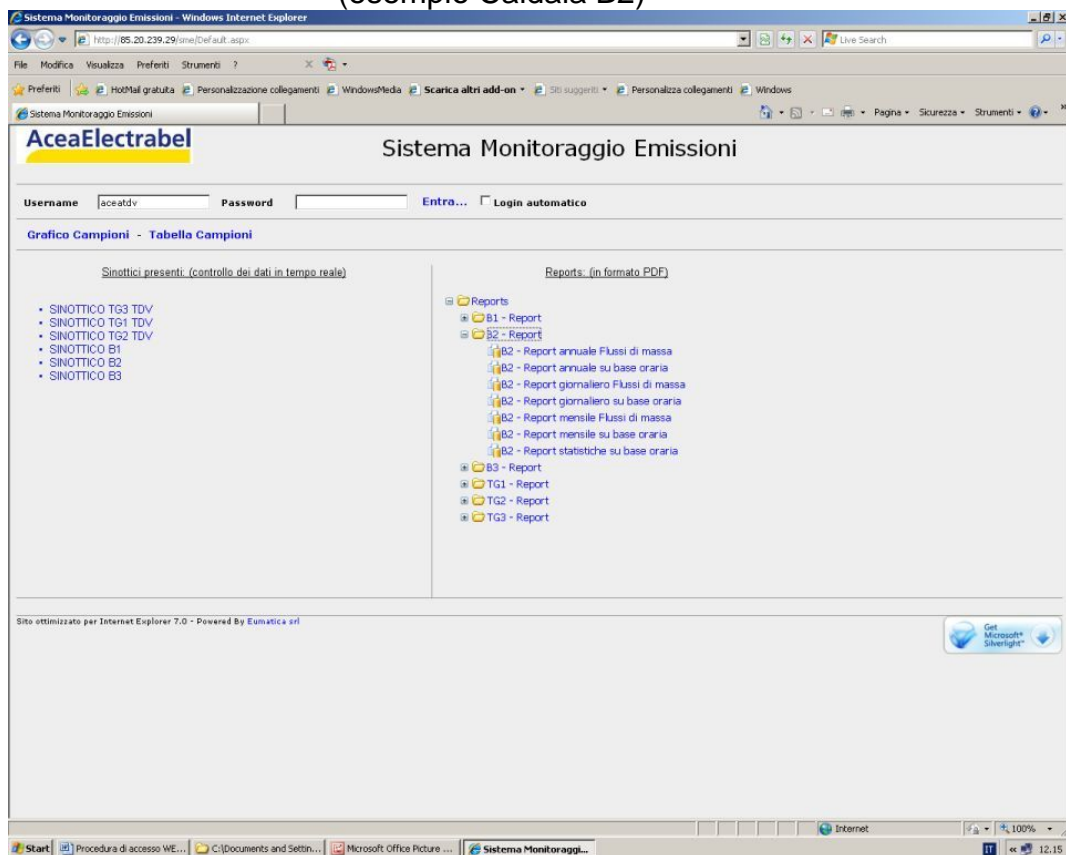 (esempio Caldaia B2)
Sistema Monitoraggio Emissioni - Windows Internet Explorer
http://85.20.239.29/sme/Default.aspx
Live Search
File Modifica Visualizza Preferiti Strumenti ?
Preferiti HotMail gratuita Personalizzazione collegamenti WindowsMedia Scarica altri add-on Siti suggeriti Personalizza collegamenti Windows
Sistema Monitoraggio Emissioni
Pagina Sicurezza Strumenti
AceaElectrabel
Sistema Monitoraggio Emissioni
Username aceatdv Password Entra... Login automatico
Grafico Campioni - Tabella Campioni
Sinottici presenti: (controllo dei dati in tempo reale)
• SINOTTICO TG3 TDV
• SINOTTICO TG1 TDV
• SINOTTICO TG2 TDV
• SINOTTICO B1
• SINOTTICO B2
• SINOTTICO B3
Reports: (in formato PDF)
Reports
B1 - Report
B2 - Report
B2 - Report annuale Flussi di massa
B2 - Report annuale su base oraria
B2 - Report giornaliero Flussi di massa
B2 - Report giornaliero su base oraria
B2 - Report mensile Flussi di massa
B2 - Report mensile su base oraria
B2 - Report statistiche su base oraria
B3 - Report
TG1 - Report
TG2 - Report
TG3 - Report
Sito ottimizzato per Internet Explorer 7.0 - Powered By Eumatica srl
Get
Microsoft®
Silverlight™
Internet 100%
Start Procedura di accesso WE... C:\Documents and Settin... Microsoft Office Picture ... Sistema Monitoraggi... IT « 12.15